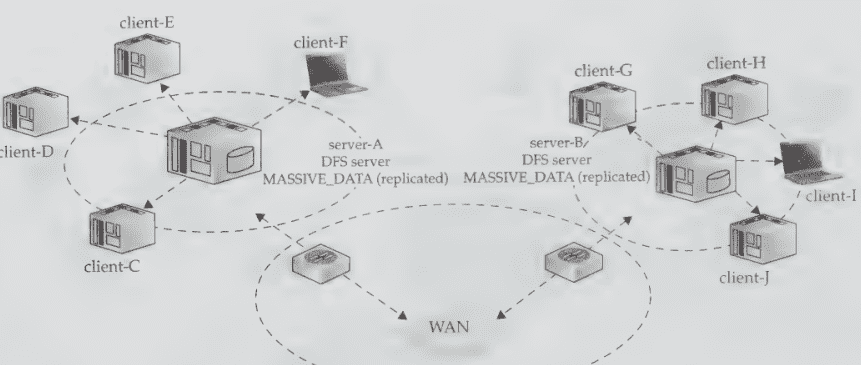 client-E
client-F
client-D
client-C
server-A
DFS server
MASSIVE_DATA (replicated)
server-B
DFS server
MASSIVE_DATA (replicated)
client-G
client-H
client-I
client-J
WAN